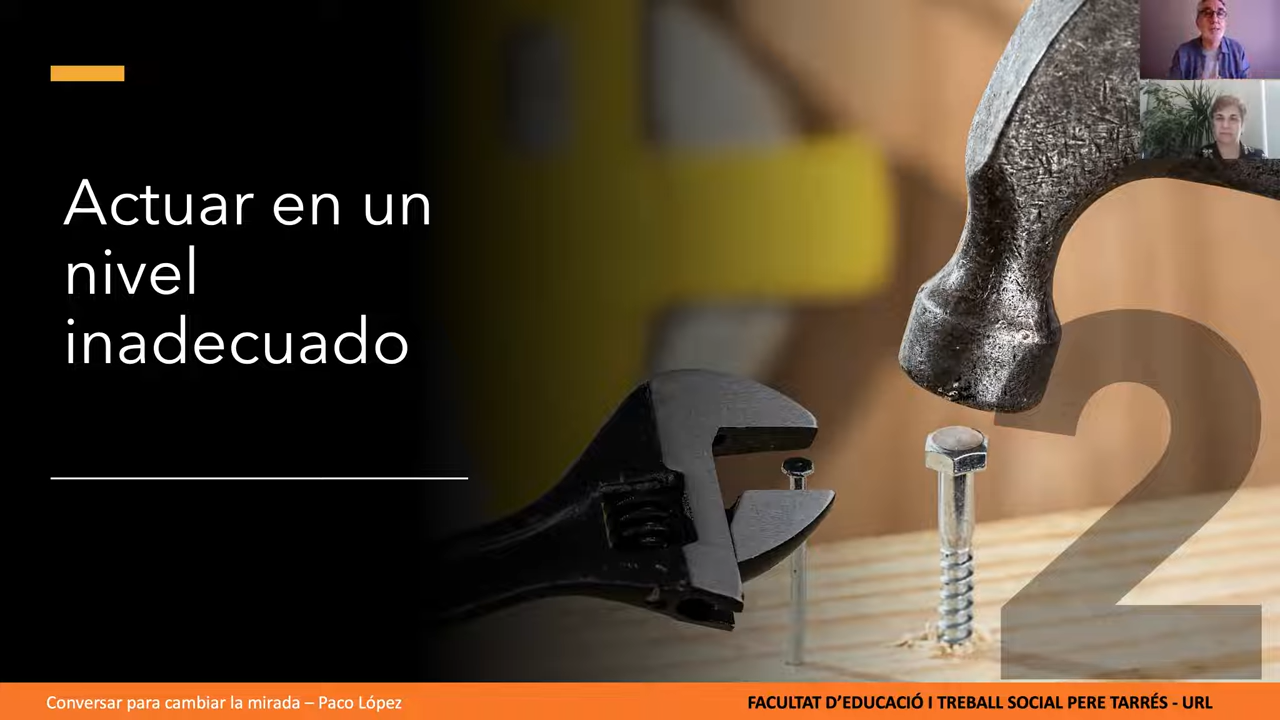 Actuar en un
nivel
inadecuado
2
Conversar para cambiar la mirada – Paco López
FACULTAT D’EDUCACIÓ I TREBALL SOCIAL PERE TARRÉS - URL